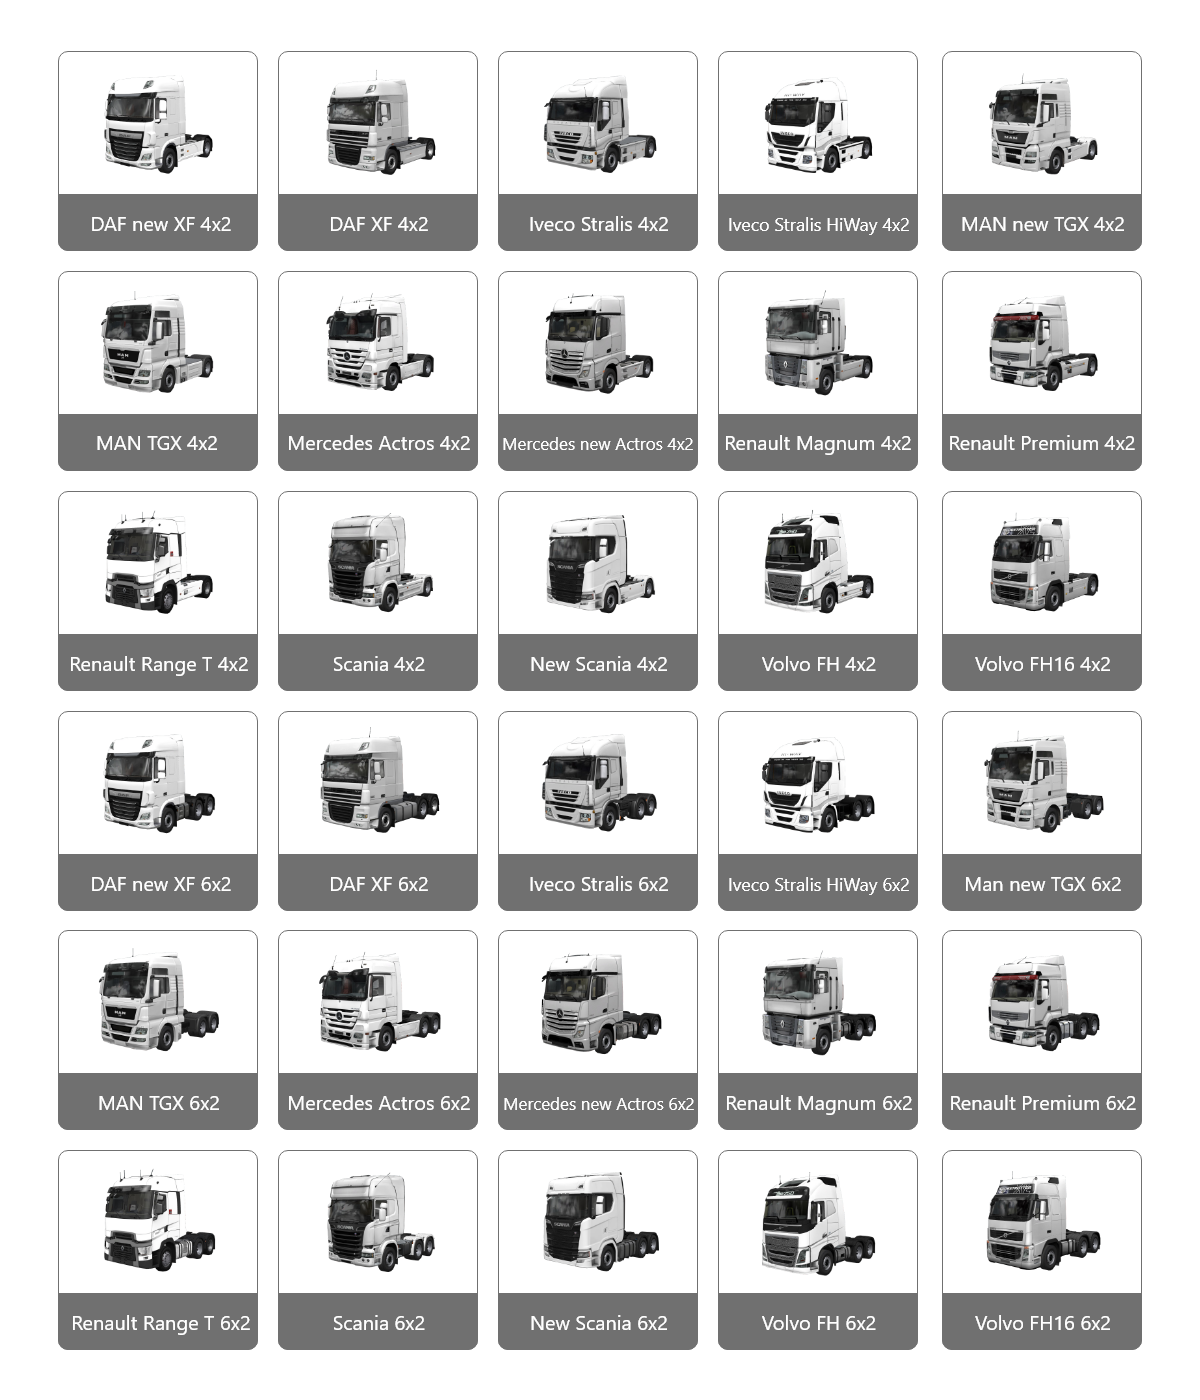 DAF new XF 4x2
DAF XF 4x2
Iveco Stralis 4x2
Iveco Stralis HiWay 4x2
MAN new TGX 4x2
MAN TGX 4x2
Mercedes Actros 4x2
Mercedes new Actros 4x2
Renault Magnum 4x2
Renault Premium 4x2
Renault Range T 4x2
Scania 4x2
New Scania 4x2
Volvo FH 4x2
Volvo FH16 4x2
DAF new XF 6x2
DAF XF 6x2
Iveco Stralis 6x2
Iveco Stralis HiWay 6x2
Man new TGX 6x2
MAN TGX 6x2
Mercedes Actros 6x2
Mercedes new Actros 6x2
Renault Magnum 6x2
Renault Premium 6x2
Renault Range T 6x2
Scania 6x2
New Scania 6x2
Volvo FH 6x2
Volvo FH16 6x2